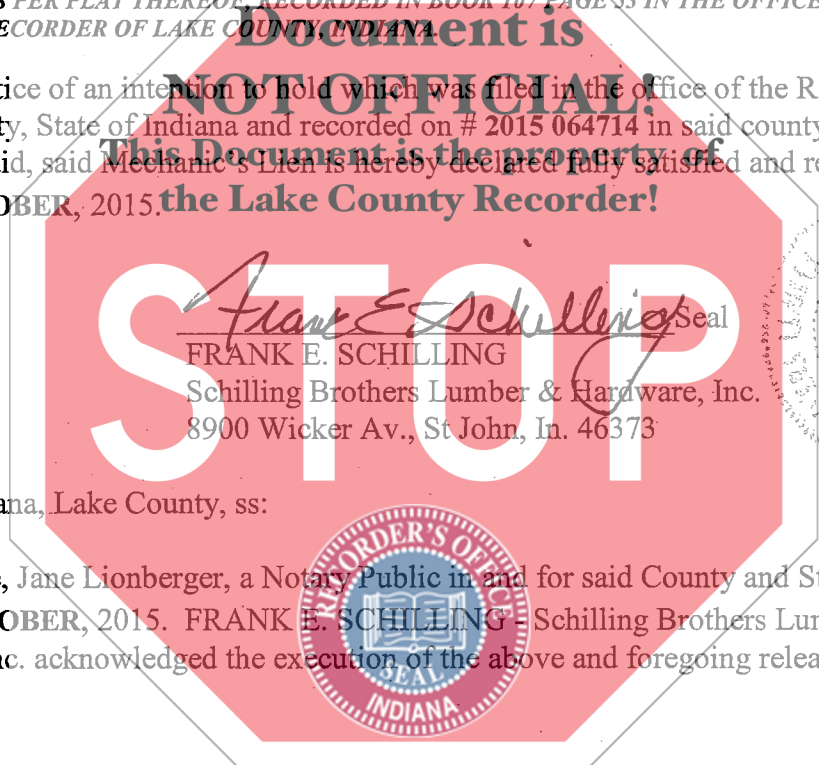 S PER PLAT THEREOF, RECORDED IN BOOK 107 PAGE 33 IN THE OFFICE
ECORDER OF LAKE COUNTY, INDIANA
Document is
tice of an intention to hold which was filed in the office of the R
NOT OFFICIAL!
ty, State of Indiana and recorded on # 2015 064714 in said county
This Document is the property of
id, said Mechanic's Lien is hereby declared fully satisfied and re
the Lake County Recorder!
OBER, 2015.
STOP
Frank E Schilling Seal
FRANK E. SCHILLING
Schilling Brothers Lumber & Hardware, Inc.
8900 Wicker Av., St John, In. 46373
ana, Lake County, ss:
RECORDER'S OFFICE
SEAL
INDIANA
e, Jane Lionberger, a Notary Public in and for said County and St
OBER, 2015. FRANK E. SCHILLING - Schilling Brothers Lum
nc. acknowledged the execution of the above and foregoing relea